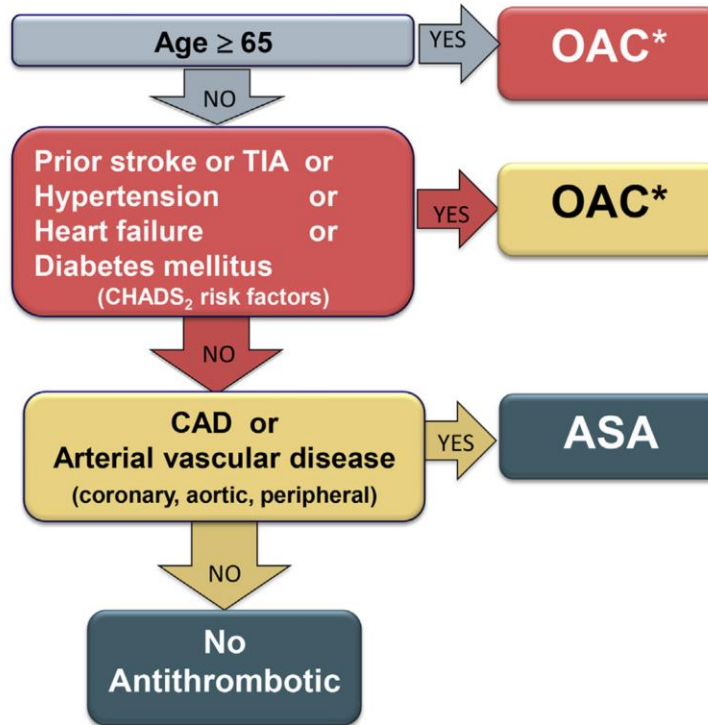 Age ≥ 65
YES
OAC*
NO
Prior stroke or TIA or
Hypertension or
Heart failure or
Diabetes mellitus
(CHADS₂ risk factors)
YES
OAC*
NO
CAD or
Arterial vascular disease
(coronary, aortic, peripheral)
YES
ASA
NO
No
Antithrombotic